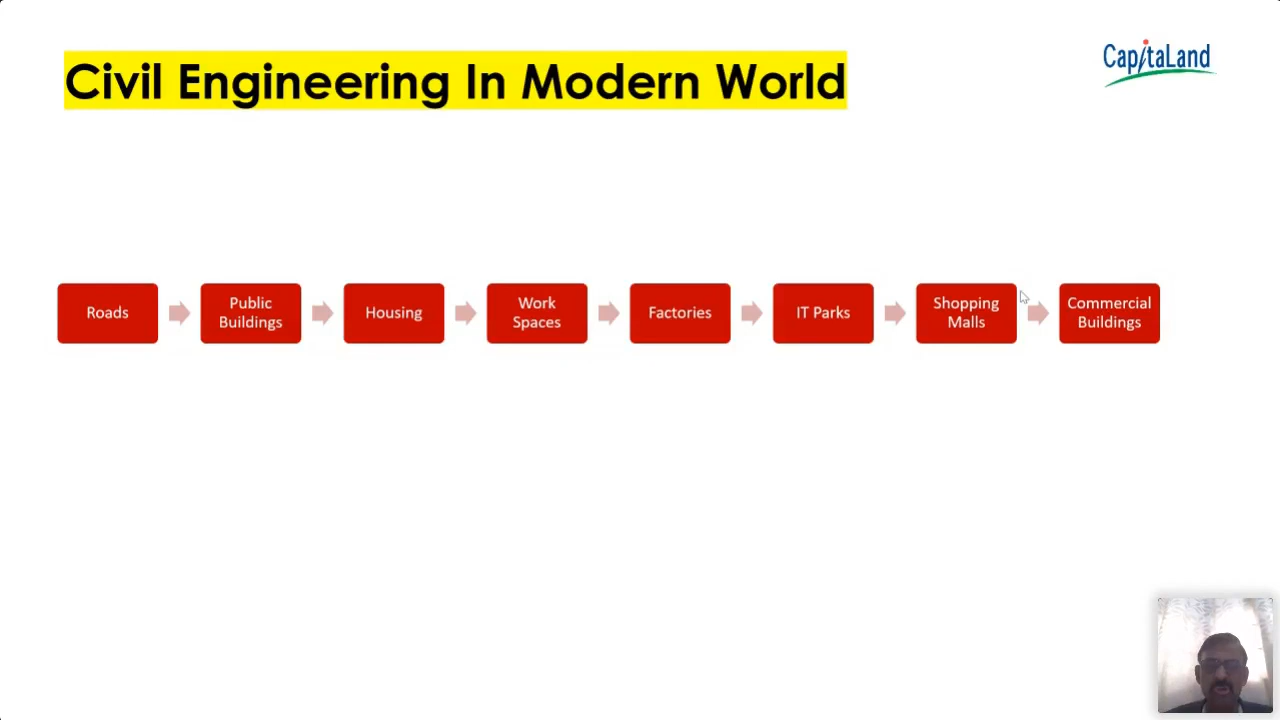 Civil Engineering In Modern World
CapitaLand
Roads
Public
Buildings
Housing
Work
Spaces
Factories
IT Parks
Shopping
Malls
Commercial
Buildings